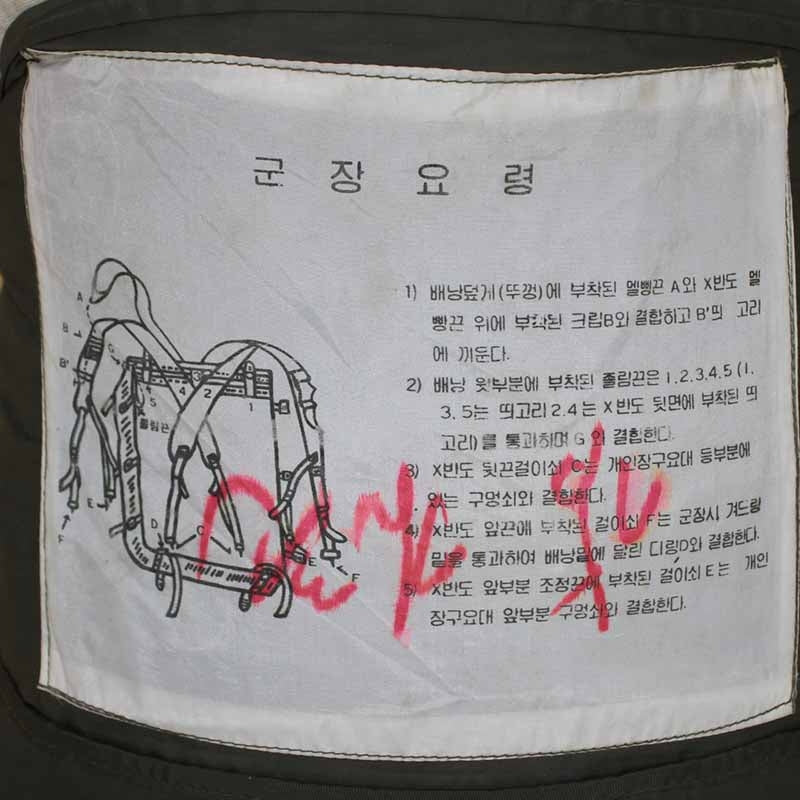 군 장 요 령
1) 배낭덮게(뚜껑)에 부착된 멜빵끈 A와 X반도 멜
빵끈 위에 부착된 크립B와 결합하고 B'띄 고리
에 끼운다.
2) 배낭 윗부분에 부착된 졸림끈은 1.2.3.4.5 (1.
3. 5는 띄고리 2.4는 X반도 뒷면에 부착된 띄
고리)를 통과하며 G와 결합한다.
3) X반도 뒷끈걸이쇠 C는 개인장구요대 등부분에
있는 구멍쇠와 결합한다.
4) X반도 앞끈에 부착된 걸이쇠 F는 군장시 겨드랑
밑을 통과하여 배낭밑에 달린 디링D와 결합한다.
5) X반도 앞부분 조정끈에 부착된 걸이쇠 E는 개인
장구요대 앞부분 구멍쇠와 결합한다.
A
B
B'
G
3
5 4 2 1
졸림끈
E
F
D C
E
F